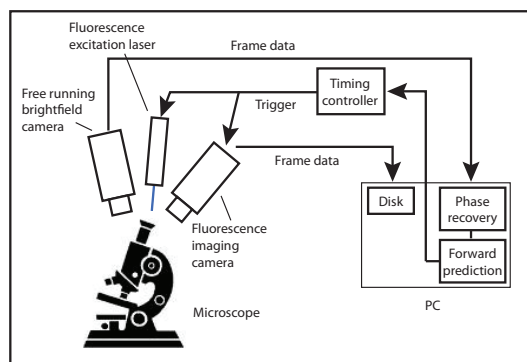 Fluorescence
excitation laser
Frame data
Free running
brightfield
camera
Timing
controller
Trigger
Frame data
Disk
Phase
recovery
Fluorescence
imaging
camera
Forward
prediction
PC
Microscope